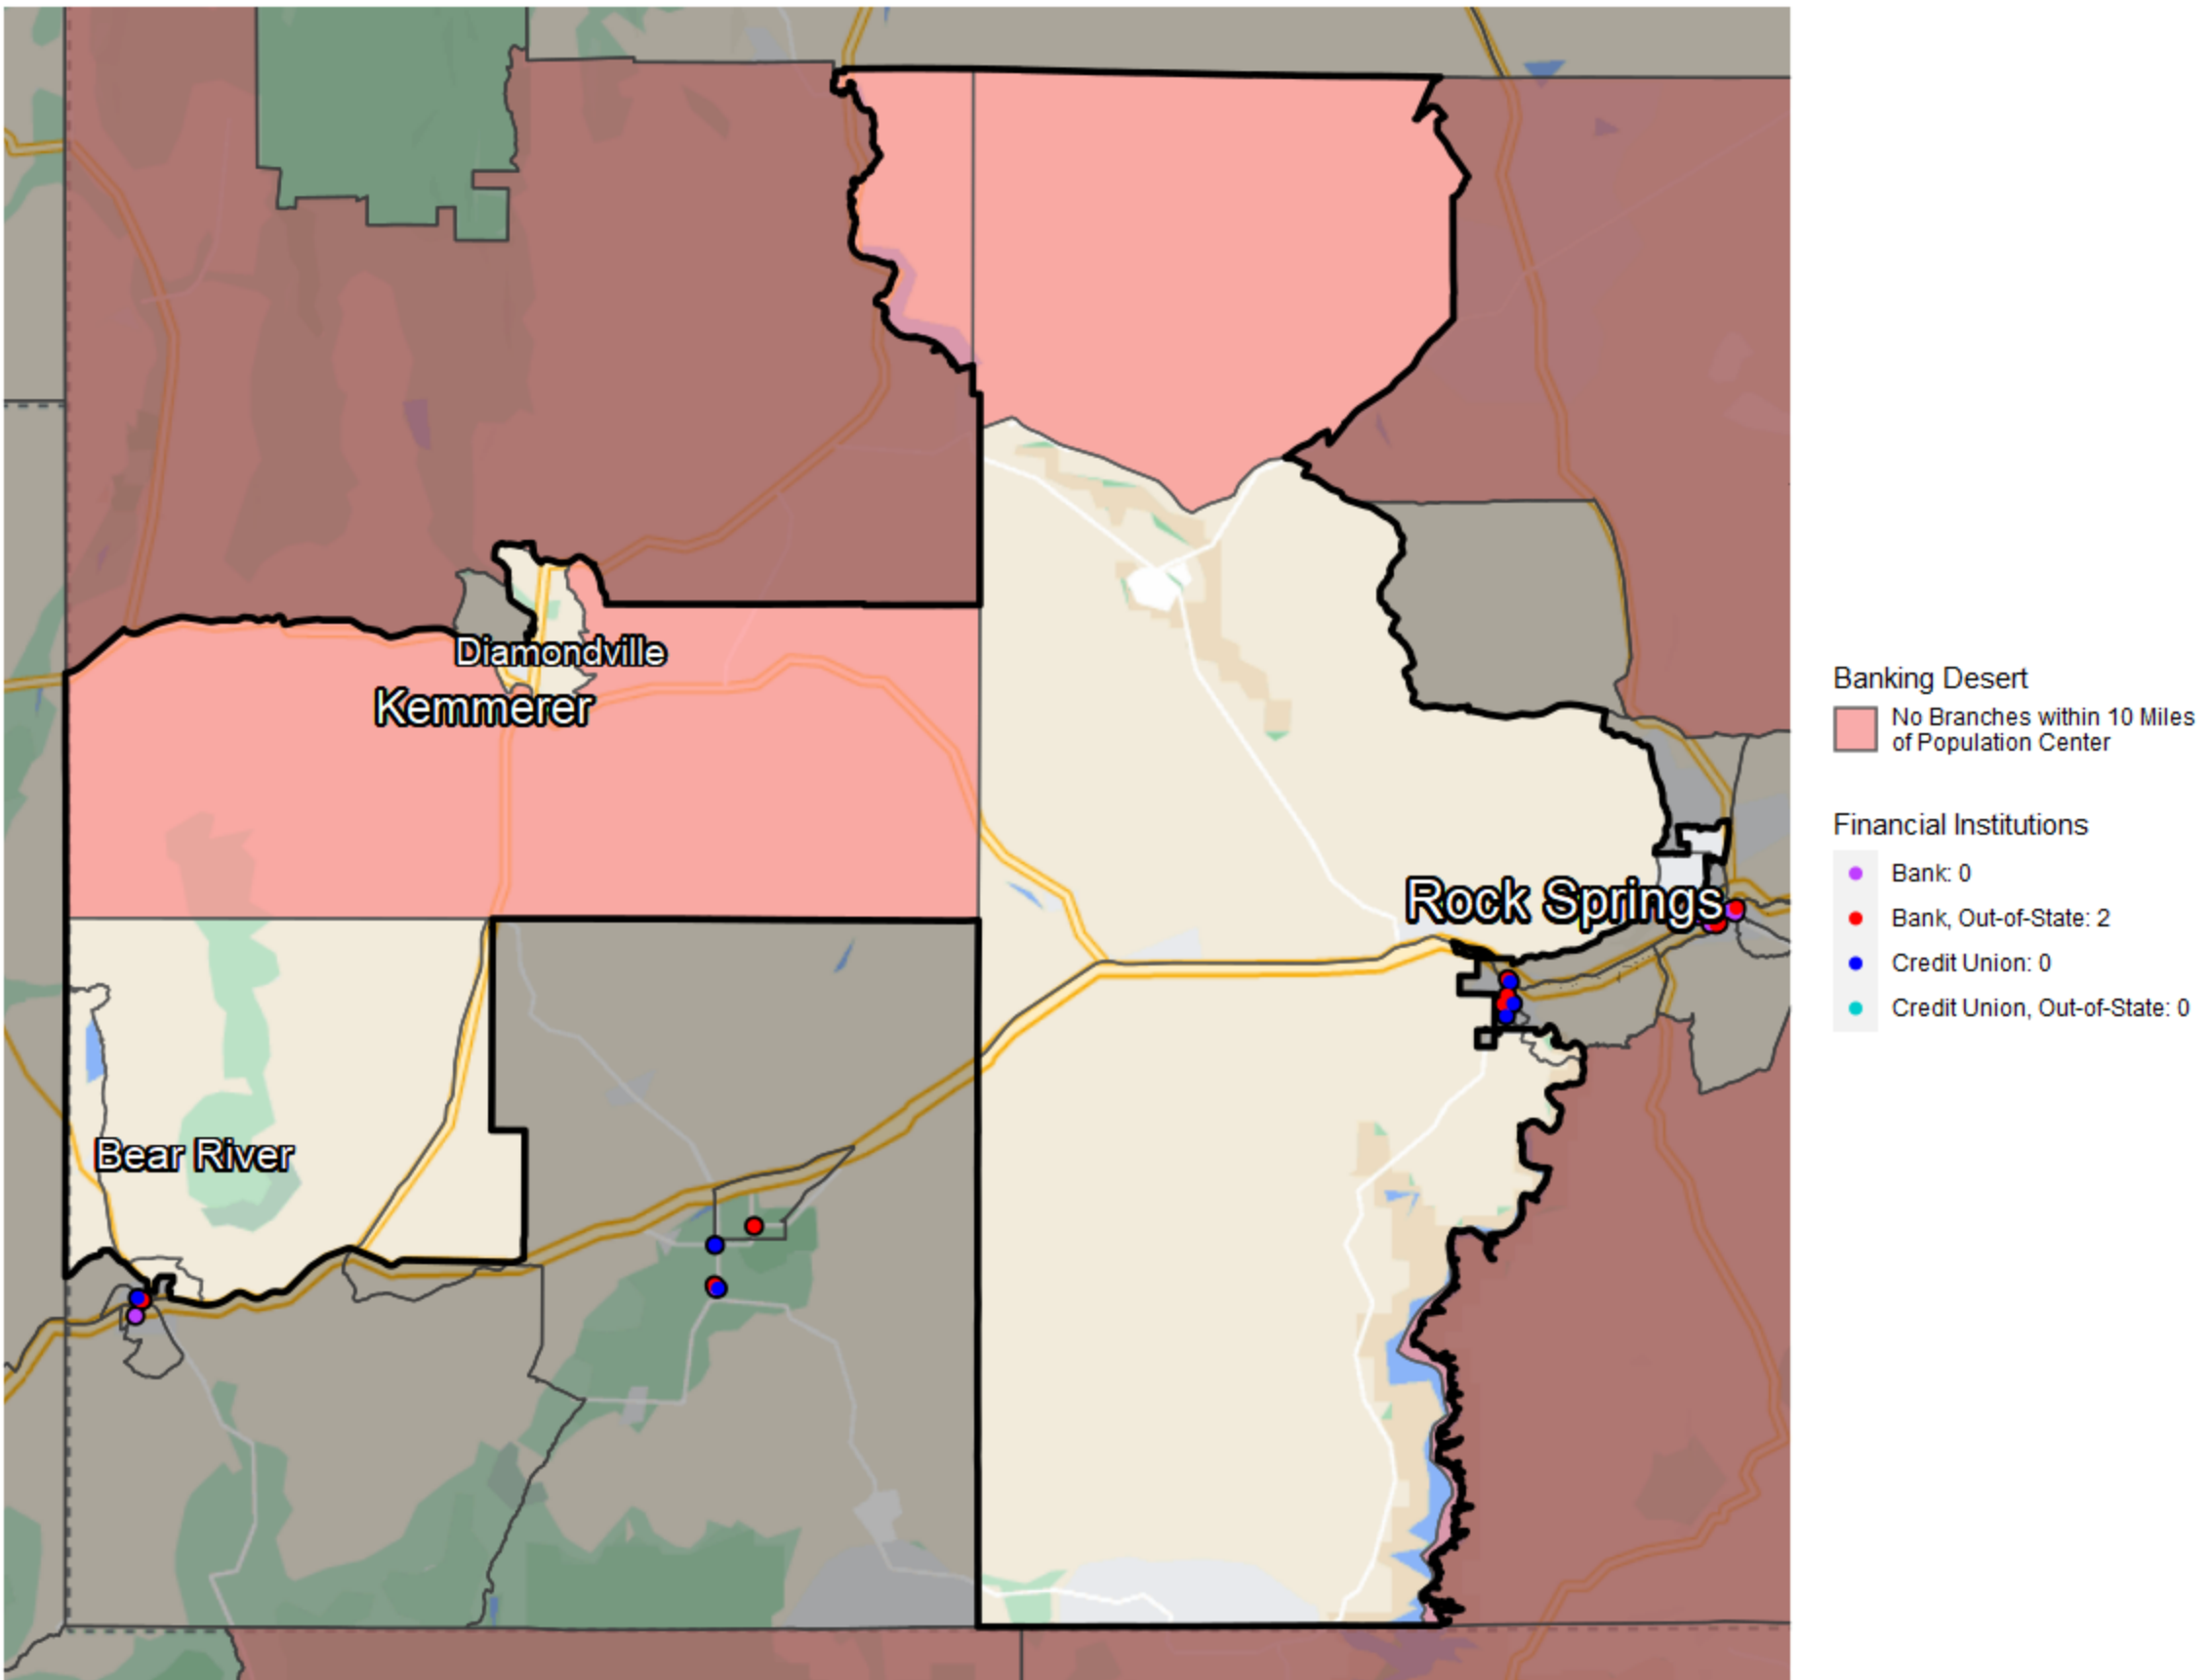 Diamondville
Kemmerer
Rock Springs
Bear River
Banking Desert
No Branches within 10 Miles
of Population Center
Financial Institutions
Bank: 0
Bank, Out-of-State: 2
Credit Union: 0
Credit Union, Out-of-State: 0